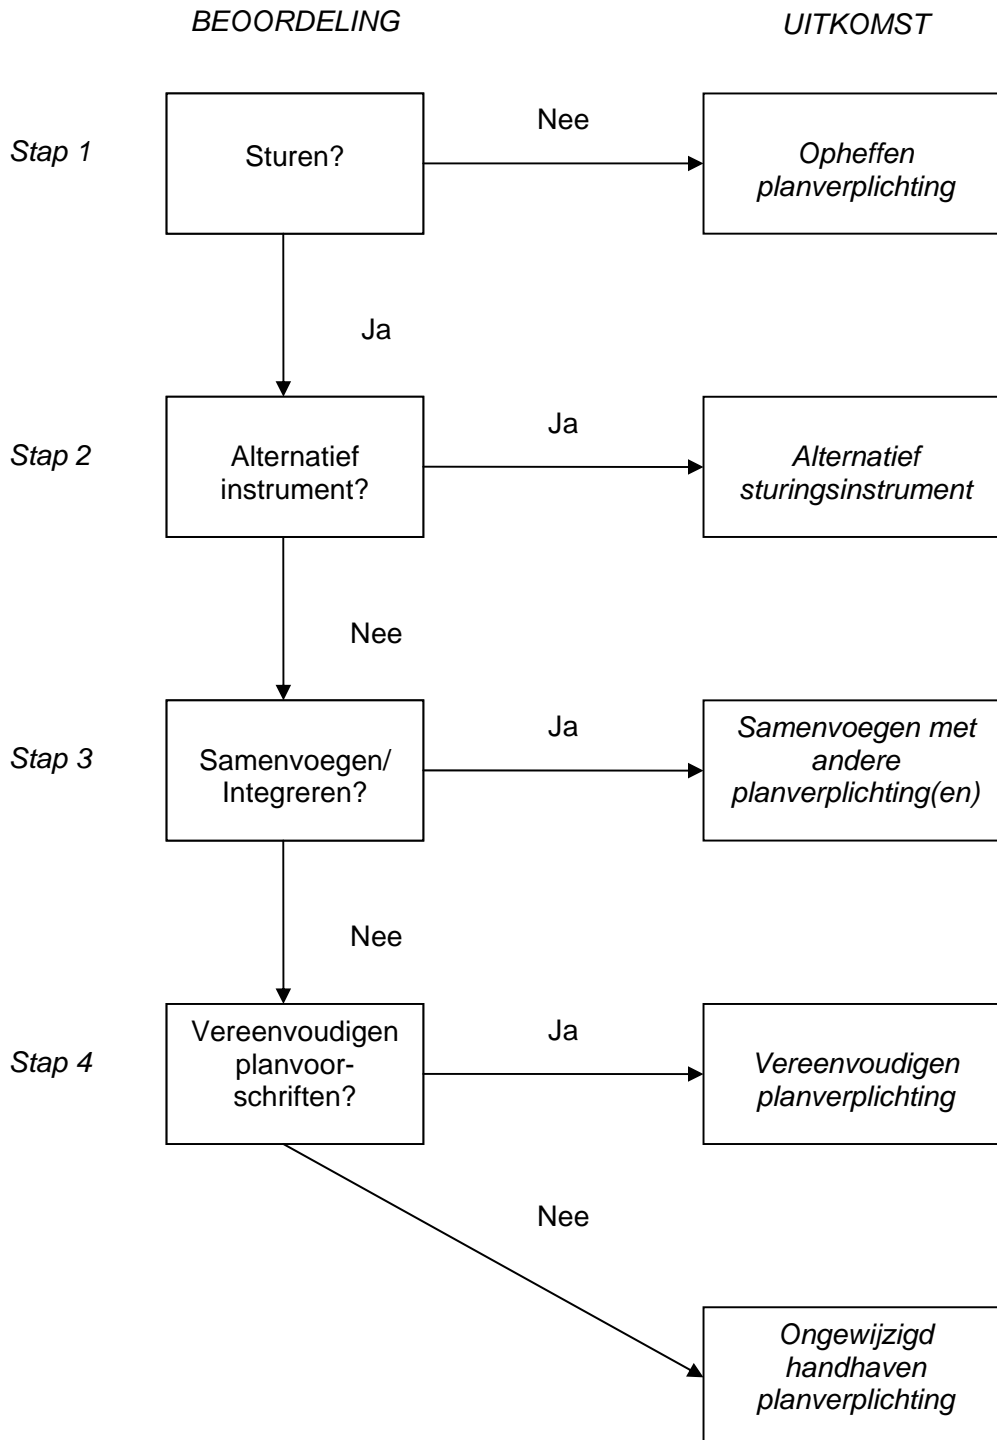 BEOORDELING
UITKOMST
Stap 1
Sturen?
Nee
Opheffen
planverplichting
Ja
Stap 2
Alternatief
instrument?
Ja
Alternatief
sturingsinstrument
Nee
Stap 3
Samenvoegen/
Integreren?
Ja
Samenvoegen met
andere
planverplichting(en)
Nee
Stap 4
Vereenvoudigen
planvoor-
schriften?
Ja
Vereenvoudigen
planverplichting
Nee
Ongewijzigd
handhaven
planverplichting